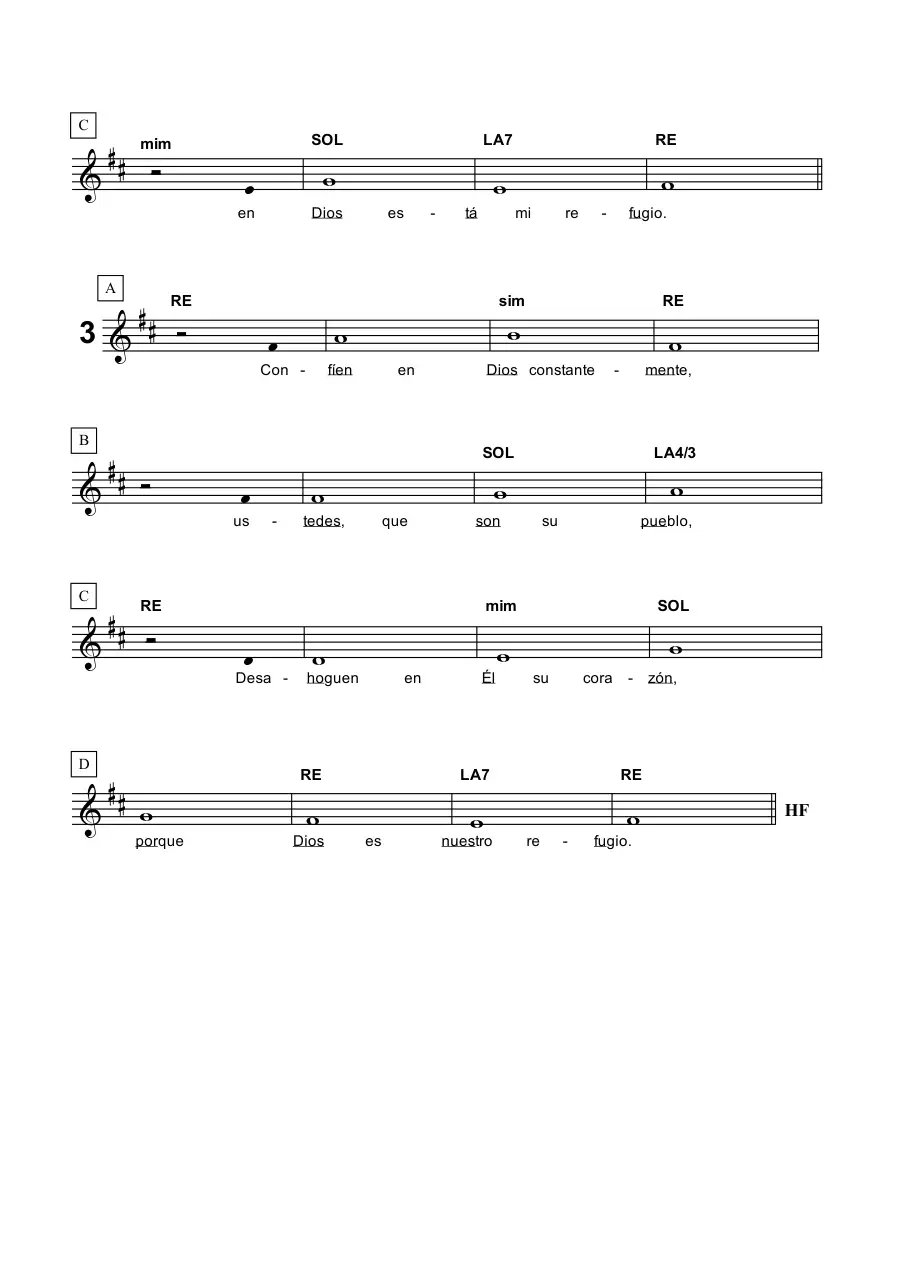 C
mim SOL LA7 RE
en Dios es - tá mi re - fugio.
A
RE sim RE
3
Con - fíen en Dios constante - mente,
B
SOL LA4/3
us - tedes, que son su pueblo,
C
RE mim SOL
Desa - hoguen en Él su cora - zón,
D
RE LA7 RE
HF
porque Dios es nuestro re - fugio.